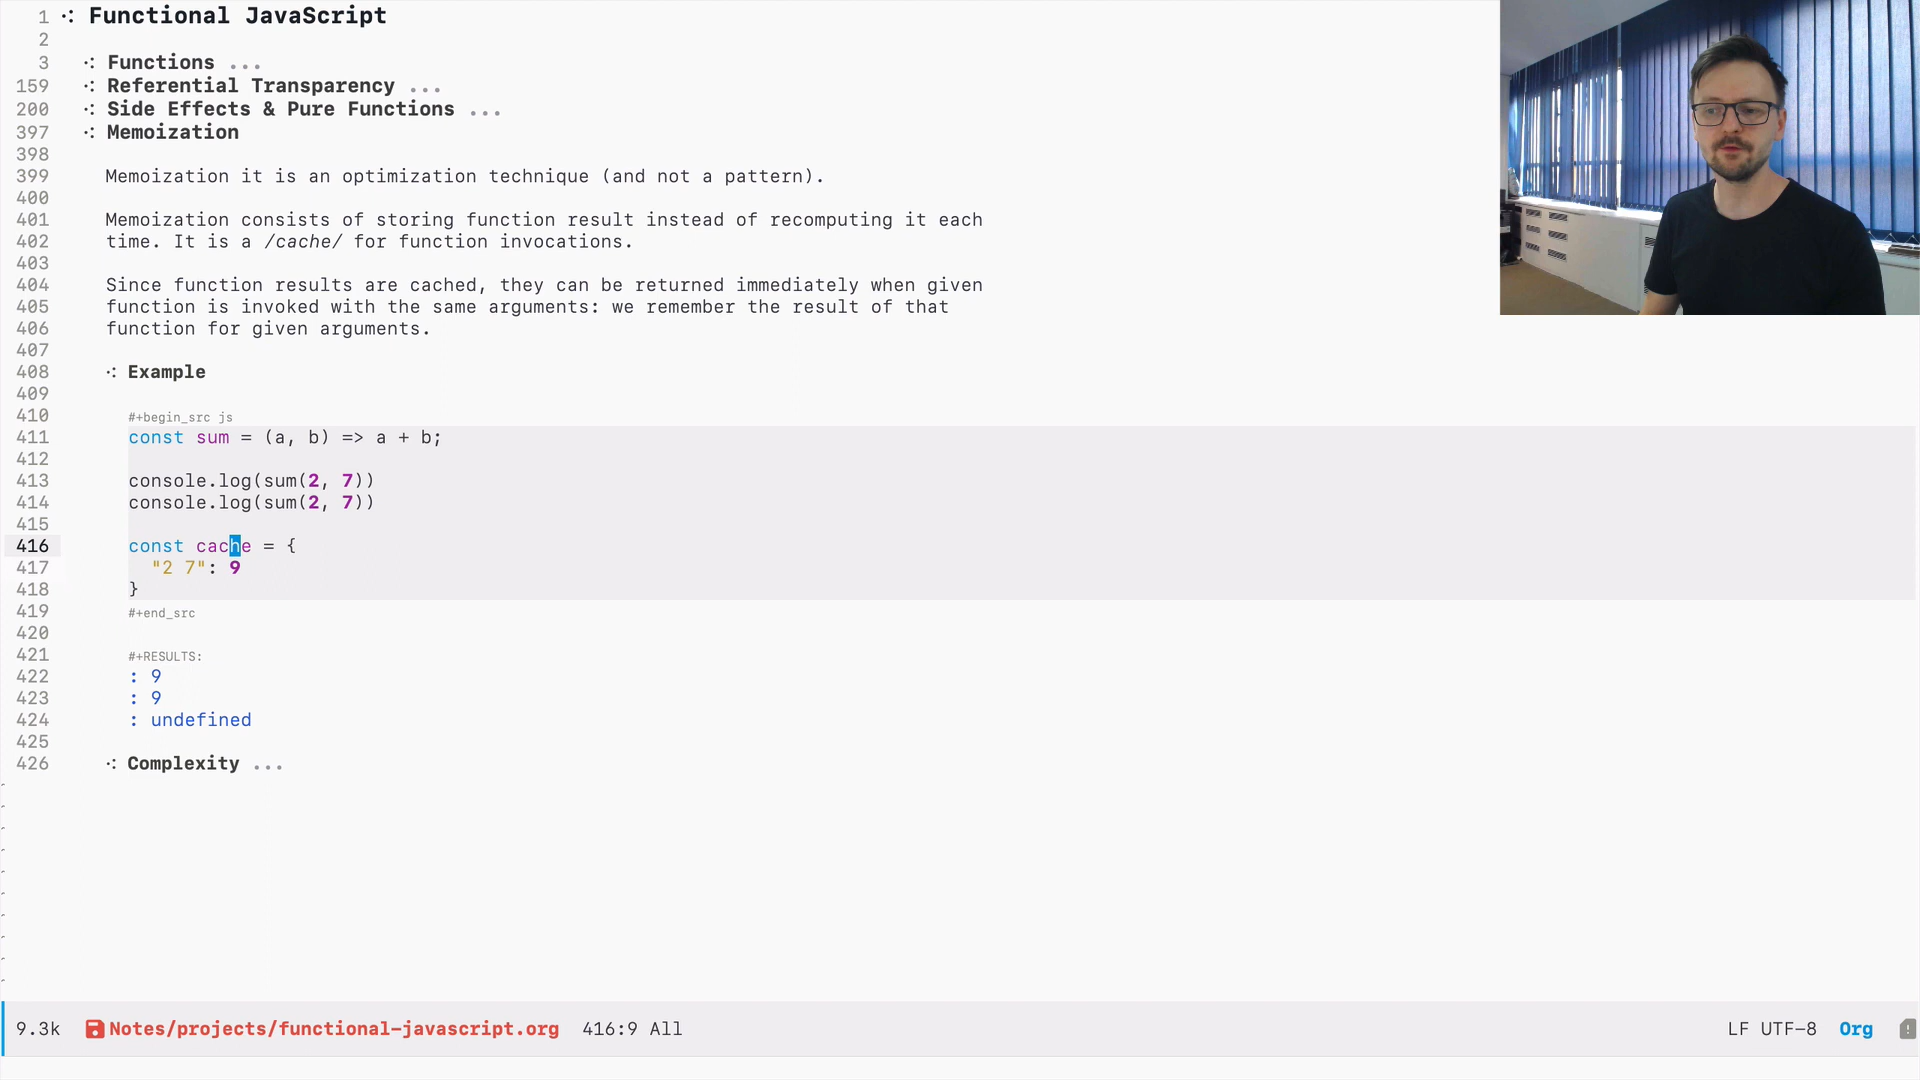 1 Functional JavaScript
2
3 Functions ...
159 Referential Transparency ...
200 Side Effects & Pure Functions ...
397 Memoization
398
399 Memoization it is an optimization technique (and not a pattern).
400
401 Memoization consists of storing function result instead of recomputing it each
402 time. It is a /cache/ for function invocations.
403
404 Since function results are cached, they can be returned immediately when given
405 function is invoked with the same arguments: we remember the result of that
406 function for given arguments.
407
408 Example
409
410 #+begin_src js
411 const sum = (a, b) => a + b;
412
413 console.log(sum(2, 7))
414 console.log(sum(2, 7))
415
416 const cache = {
417 "2 7": 9
418 }
419 #+end_src
420
421 #+RESULTS:
422 : 9
423 : 9
424 : undefined
425
426 Complexity ...
9.3k Notes/projects/functional-javascript.org 416:9 All LF UTF-8 Org